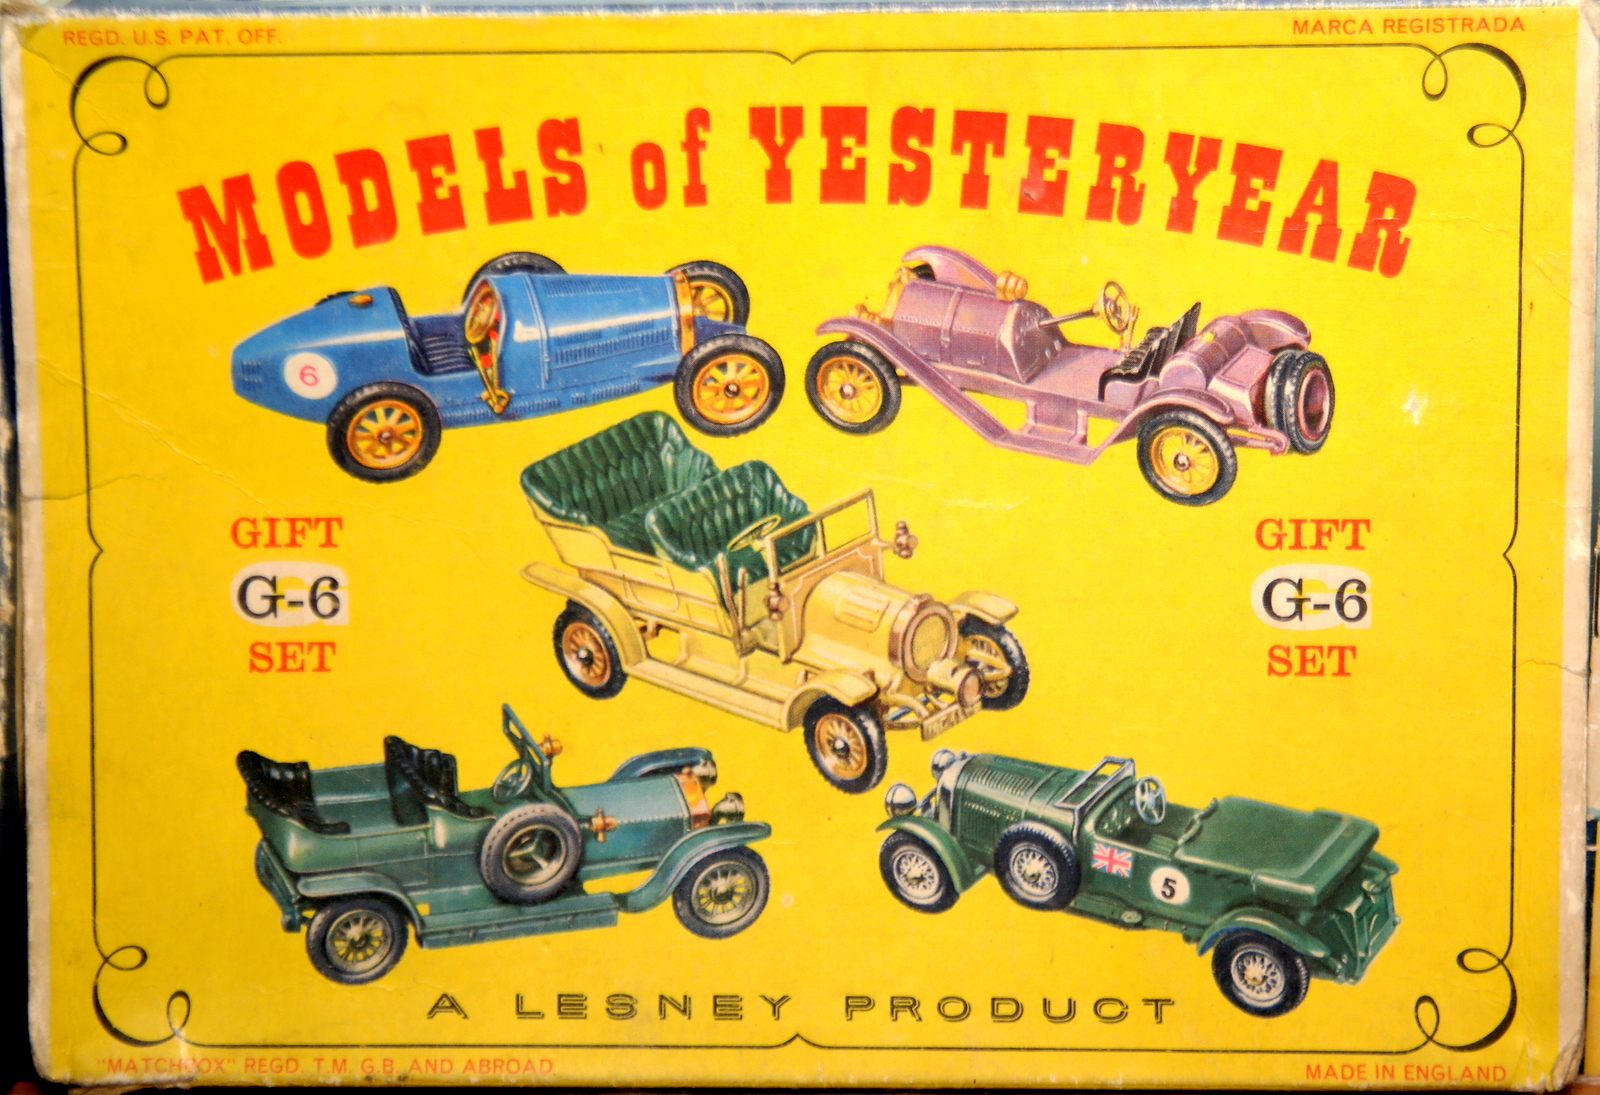 REGD. U.S. PAT. OFF.
MARCA REGISTRADA
MODELS of YESTERYEAR
6
GIFT
G-6
SET
GIFT
G-6
SET
5
A LESNEY PRODUCT
"MATCHBOX" REGD. T.M. G.B. AND ABROAD
MADE IN ENGLAND